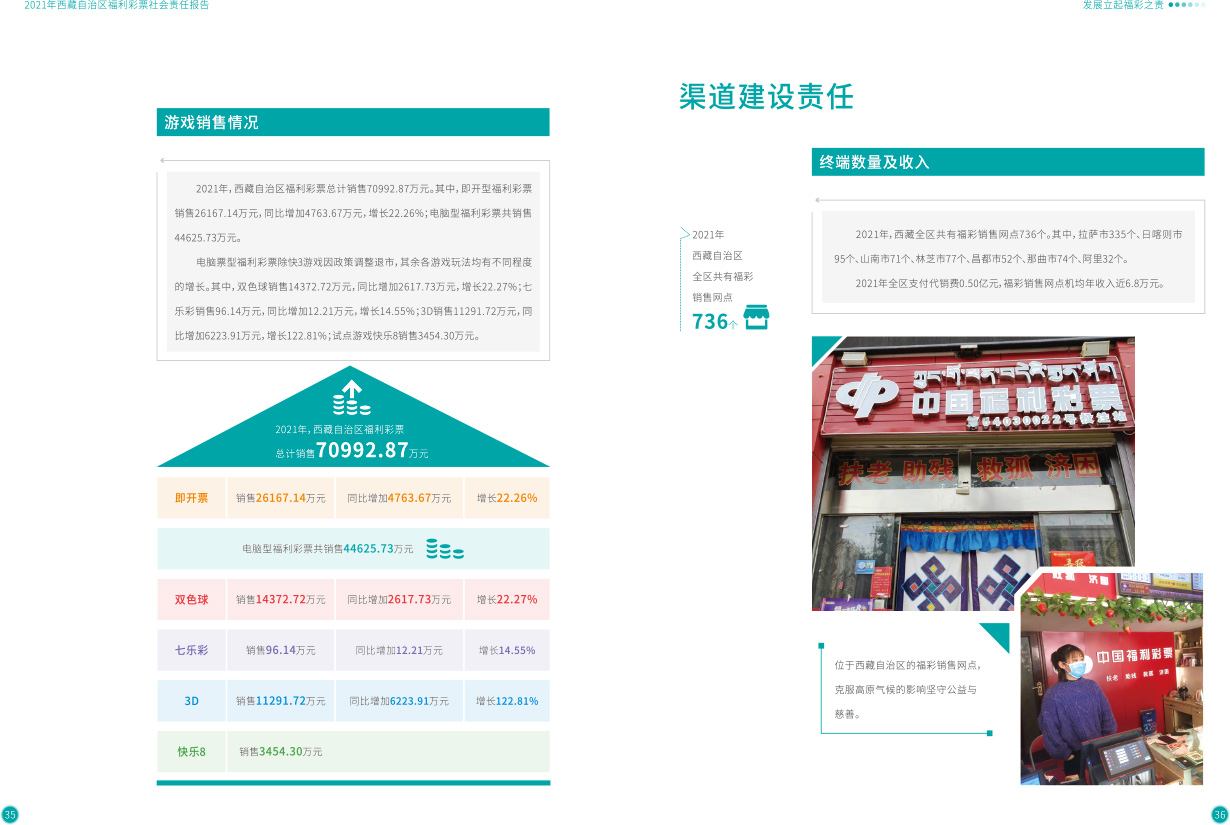 2021年西藏自治区福利彩票社会责任报告
游戏销售情况
2021年，西藏自治区福利彩票总计销售70992.87万元。其中，即开型福利彩票
销售26167.14万元，同比增加4763.67万元，增长22.26%；电脑型福利彩票共销售
44625.73万元。
电脑票型福利彩票除快3游戏因政策调整退市，其余各游戏玩法均有不同程度
的增长。其中，双色球销售14372.72万元，同比增加2617.73万元，增长22.27%；七
乐彩销售96.14万元，同比增加12.21万元，增长14.55%；3D销售11291.72万元，同
比增加6223.91万元，增长122.81%；试点游戏快乐8销售3454.30万元。
2021年，西藏自治区福利彩票
总计销售70992.87万元
即开票 销售26167.14万元 同比增加4763.67万元 增长22.26%
电脑型福利彩票共销售44625.73万元
双色球 销售14372.72万元 同比增加2617.73万元 增长22.27%
七乐彩 销售96.14万元 同比增加12.21万元 增长14.55%
3D 销售11291.72万元 同比增加6223.91万元 增长122.81%
快乐8 销售3454.30万元
35
发展立起福彩之责
渠道建设责任
终端数量及收入
2021年，西藏全区共有福彩销售网点736个。其中，拉萨市335个、日喀则市
95个、山南市71个、林芝市77个、昌都市52个、那曲市74个、阿里32个。
2021年全区支付代销费0.50亿元，福彩销售网点机均年收入近6.8万元。
2021年
西藏自治区
全区共有福彩
销售网点
736个
中国福利彩票
第54030022号投注站
扶老 助残 救孤 济困
中国福利彩票
扶老 助残 救孤 济困
位于西藏自治区的福彩销售网点，
克服高原气候的影响坚守公益与
慈善。
36